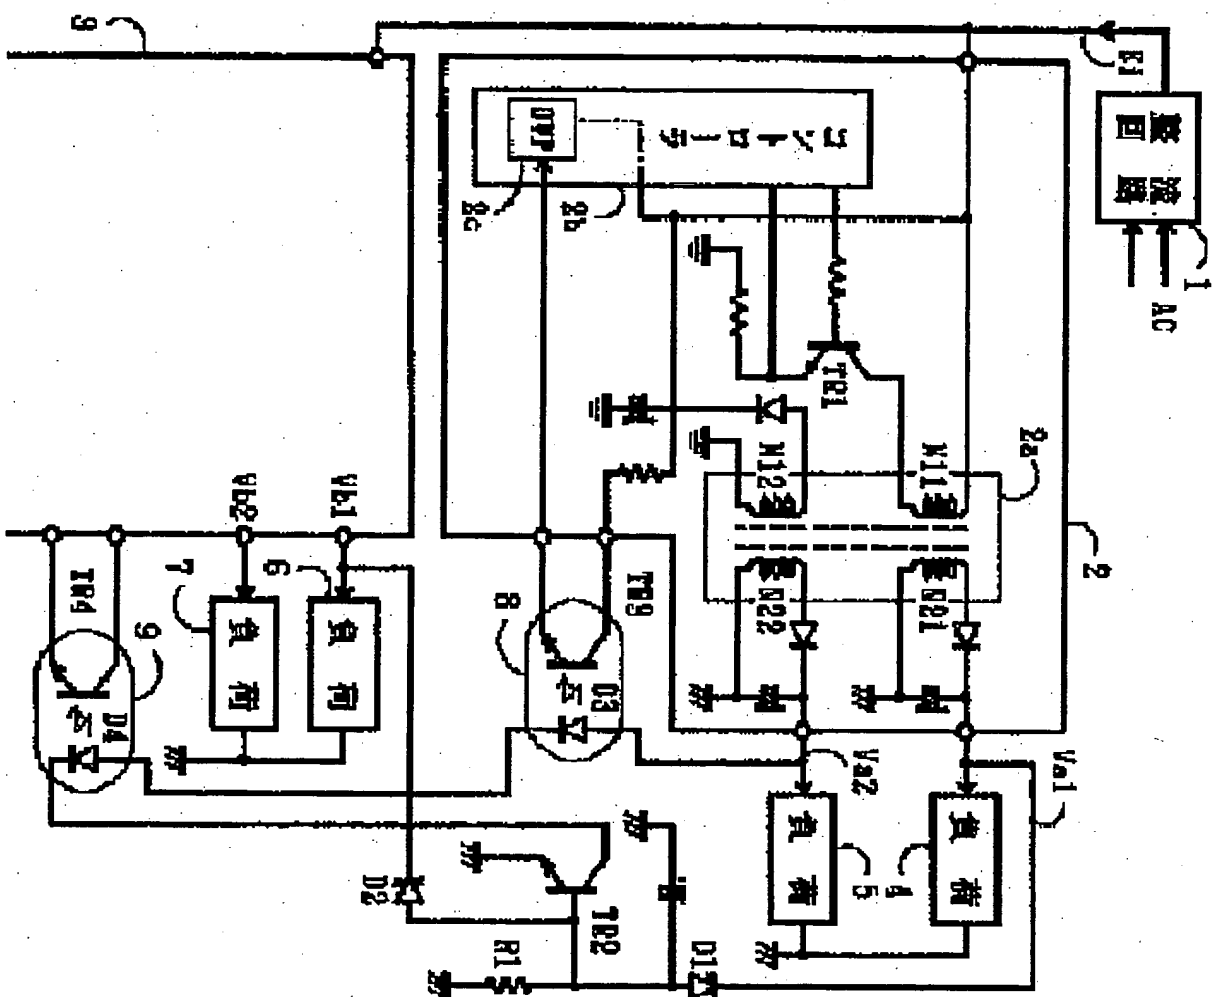 整流
回路
1
AC
E1
3
2
コントローラ
OVP
2c
2b
TR1
2a
N11
N12
N21
N22
Va1
Va2
負荷
4
負荷
5
TR3
D3
8
Vb1
Vb2
負荷
6
負荷
7
TR4
D4
9
D1
D2
TR2
R1